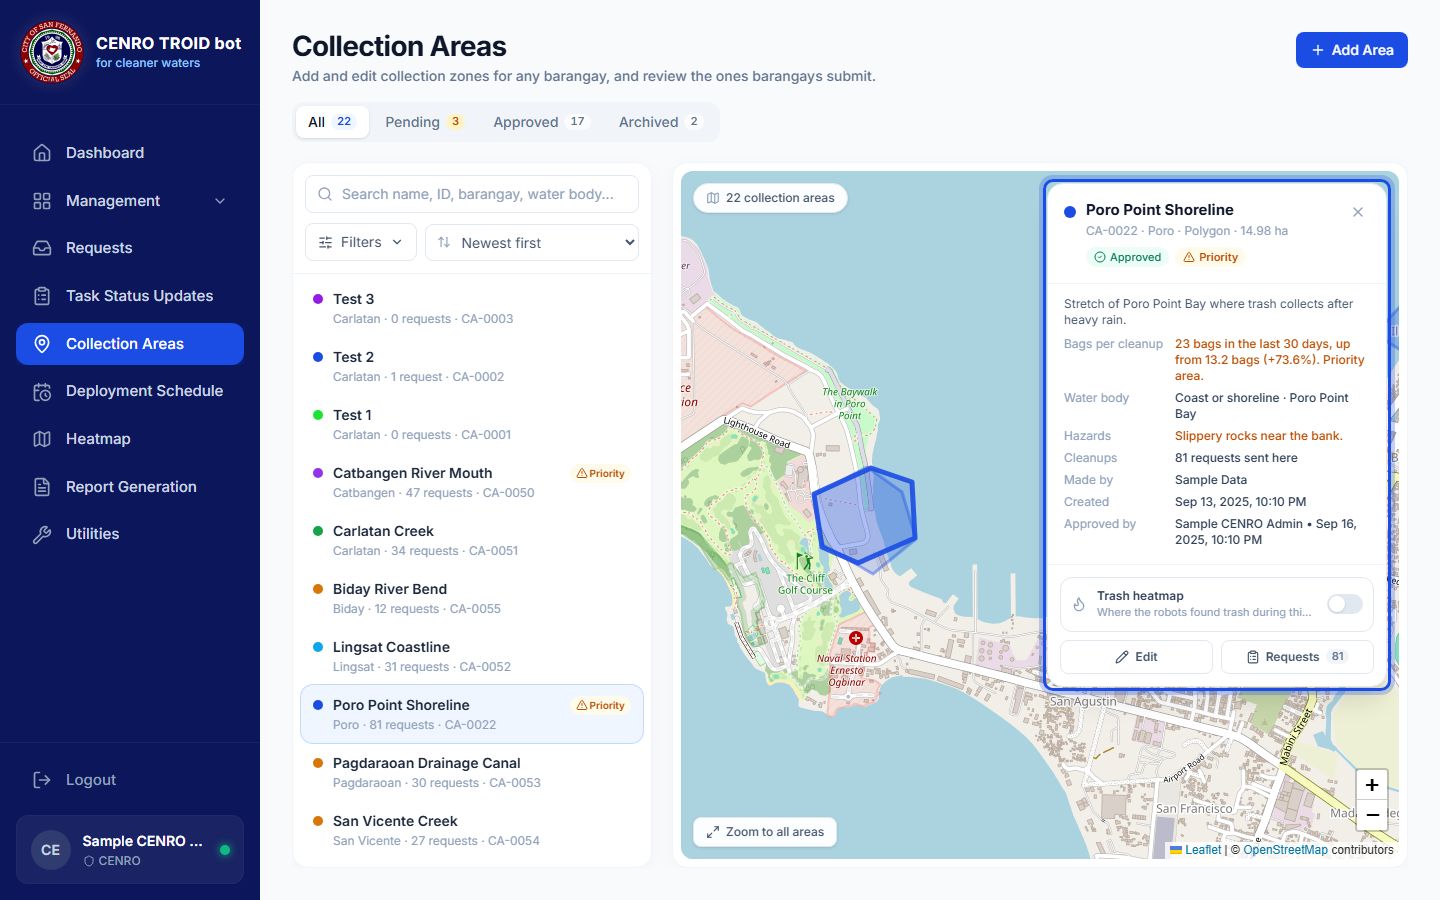 CITY OF SAN FERNANDO
OFFICIAL SEAL
CENRO TROID bot
for cleaner waters
Dashboard
Management
Requests
Task Status Updates
Collection Areas
Deployment Schedule
Heatmap
Report Generation
Utilities
Logout
CE
Sample CENRO ...
CENRO
Collection Areas
Add and edit collection zones for any barangay, and review the ones barangays submit.
Add Area
All 22
Pending 3
Approved 17
Archived 2
Search name, ID, barangay, water body...
Filters
Newest first
Test 3
Carlatan · 0 requests · CA-0003
Test 2
Carlatan · 1 request · CA-0002
Test 1
Carlatan · 0 requests · CA-0001
Catbangen River Mouth
Priority
Catbangen · 47 requests · CA-0050
Carlatan Creek
Carlatan · 34 requests · CA-0051
Biday River Bend
Biday · 12 requests · CA-0055
Lingsat Coastline
Lingsat · 31 requests · CA-0052
Poro Point Shoreline
Priority
Poro · 81 requests · CA-0022
Pagdaraoan Drainage Canal
Pagdaraoan · 30 requests · CA-0053
San Vicente Creek
San Vicente · 27 requests · CA-0054
22 collection areas
er
ce
ion
The Baywalk
in Poro
Point
Lighthouse Road
The Cliff
Golf Course
Naval Station
Ernesto
Ogbinar
San Agustin
Airport Road
Mabini Street
San Francisco
Zoom to all areas
+
−
Leaflet | © OpenStreetMap contributors
Poro Point Shoreline
CA-0022 · Poro · Polygon · 14.98 ha
Approved
Priority
Stretch of Poro Point Bay where trash collects after
heavy rain.
Bags per cleanup
23 bags in the last 30 days, up
from 13.2 bags (+73.6%). Priority
area.
Water body
Coast or shoreline · Poro Point
Bay
Hazards
Slippery rocks near the bank.
Cleanups
81 requests sent here
Made by
Sample Data
Created
Sep 13, 2025, 10:10 PM
Approved by
Sample CENRO Admin • Sep 16,
2025, 10:10 PM
Trash heatmap
Where the robots found trash during thi...
Edit
Requests 81